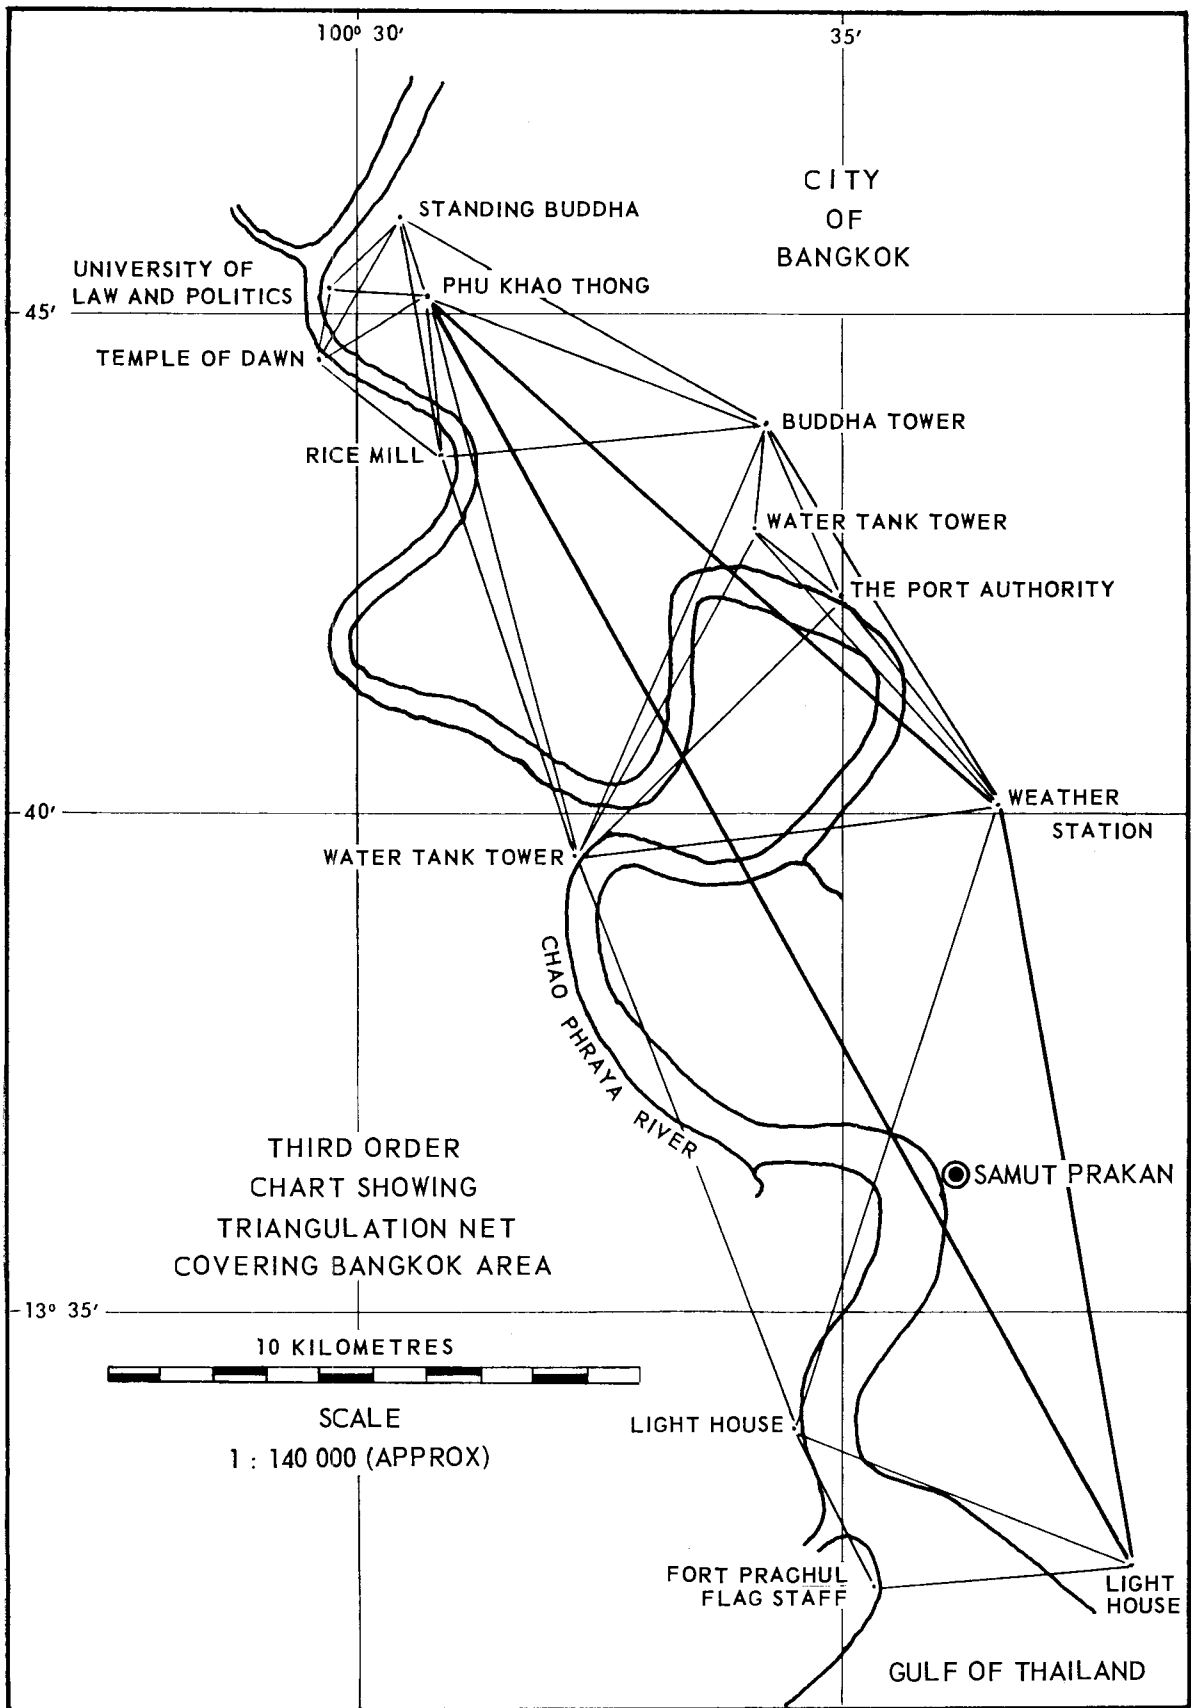 100° 30′
35′
CITY
OF
BANGKOK
STANDING BUDDHA
UNIVERSITY OF
LAW AND POLITICS
PHU KHAO THONG
45′
TEMPLE OF DAWN
BUDDHA TOWER
RICE MILL
WATER TANK TOWER
THE PORT AUTHORITY
40′
WEATHER
STATION
WATER TANK TOWER
CHAO PHRAYA RIVER
THIRD ORDER
CHART SHOWING
TRIANGULATION NET
COVERING BANGKOK AREA
SAMUT PRAKAN
13° 35′
10 KILOMETRES
SCALE
1 : 140 000 (APPROX)
LIGHT HOUSE
FORT PRACHUL
FLAG STAFF
LIGHT
HOUSE
GULF OF THAILAND